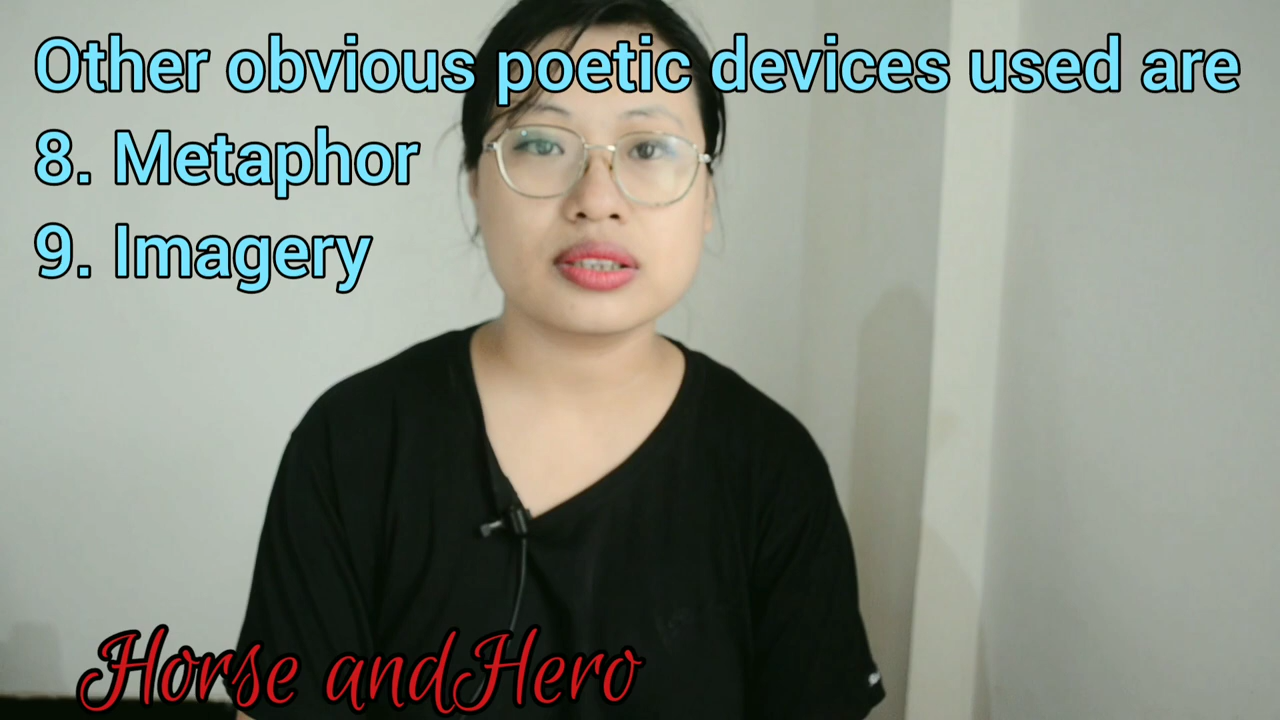 Other obvious poetic devices used are
8. Metaphor
9. Imagery
Horse andHero